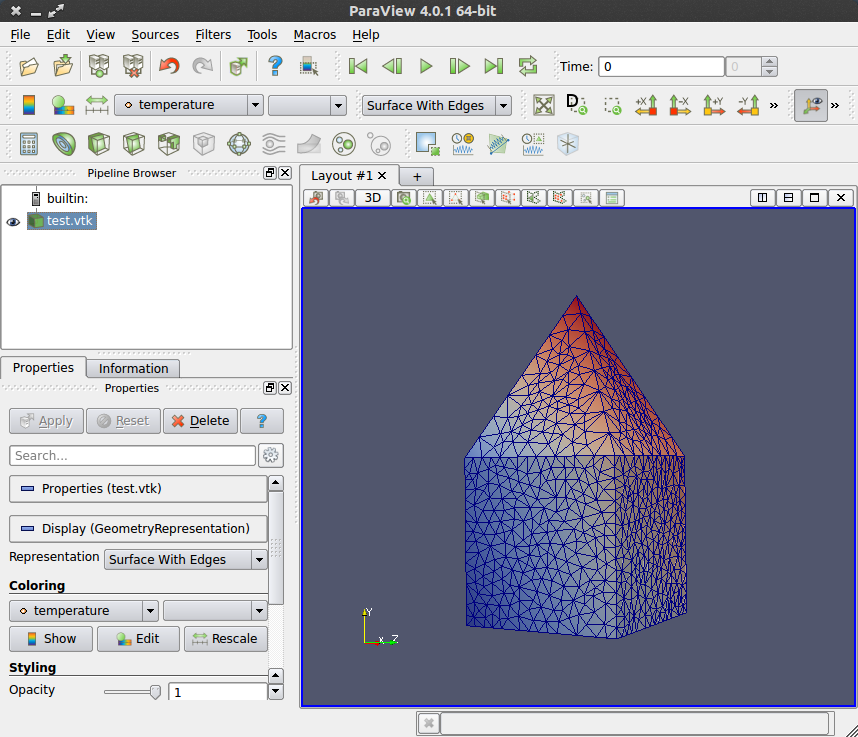 ParaView 4.0.1 64-bit
File Edit View Sources Filters Tools Macros Help
Time: 0 0
temperature Surface With Edges D +X -X +Y -Y »  »
Pipeline Browser
Layout #1 +
builtin:
3D
test.vtk
Properties Information
Properties
Apply Reset Delete ?
Search...
Properties (test.vtk)
Display (GeometryRepresentation)
Representation Surface With Edges
Coloring
temperature
Show Edit Rescale
Styling
Opacity 1
Y
X Z